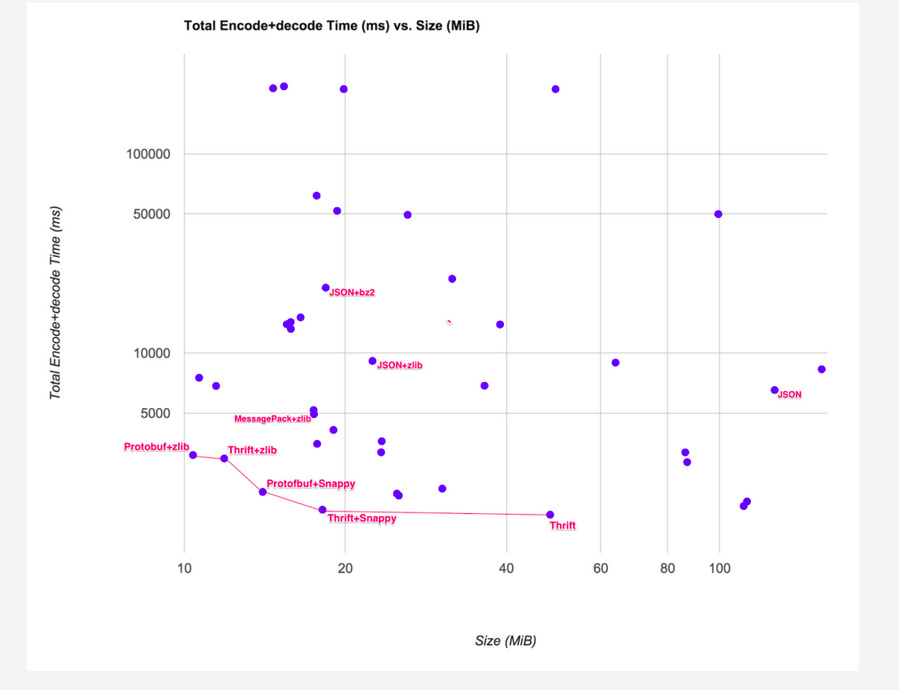 Total Encode+decode Time (ms) vs. Size (MiB)
Total Encode+decode Time (ms)
100000
50000
JSON+bz2
10000
JSON+zlib
JSON
5000
MessagePack+zlib
Protobuf+zlib
Thrift+zlib
Protofbuf+Snappy
Thrift+Snappy
Thrift
10 20 40 60 80 100
Size (MiB)